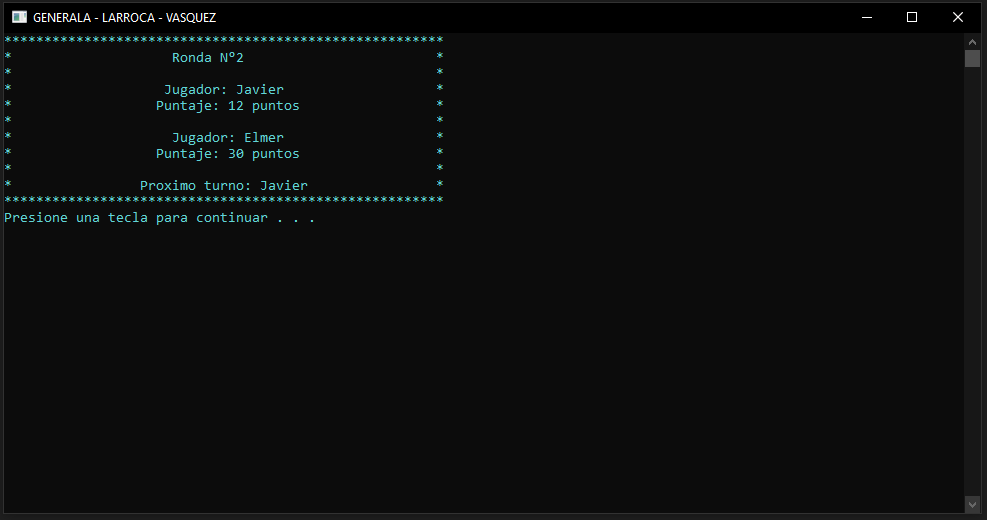 GENERALA - LARROCA - VASQUEZ
*******************************************************
* Ronda Nº2 *
* *
* Jugador: Javier *
* Puntaje: 12 puntos *
* *
* Jugador: Elmer *
* Puntaje: 30 puntos *
* *
* Proximo turno: Javier *
*******************************************************
Presione una tecla para continuar . . .